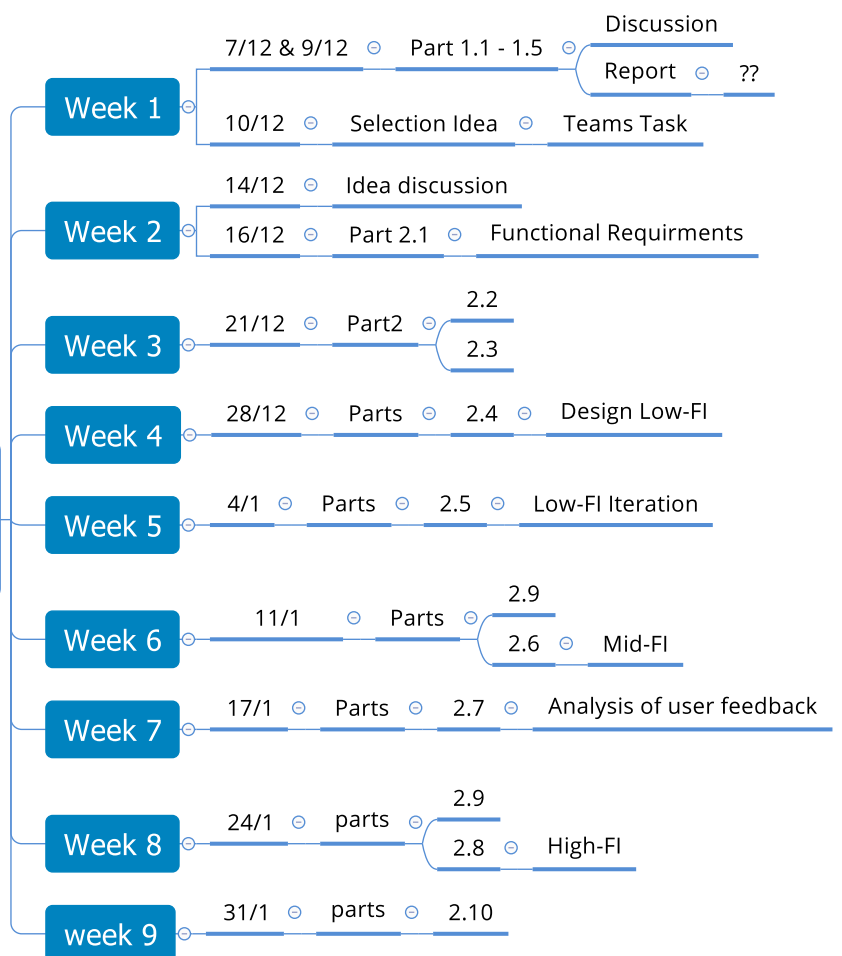 Week 1
7/12 & 9/12
Part 1.1 - 1.5
Discussion
Report
??
10/12
Selection Idea
Teams Task
Week 2
14/12
Idea discussion
16/12
Part 2.1
Functional Requirments
Week 3
21/12
Part2
2.2
2.3
Week 4
28/12
Parts
2.4
Design Low-FI
Week 5
4/1
Parts
2.5
Low-FI Iteration
Week 6
11/1
Parts
2.9
2.6
Mid-FI
Week 7
17/1
Parts
2.7
Analysis of user feedback
Week 8
24/1
parts
2.9
2.8
High-FI
week 9
31/1
parts
2.10